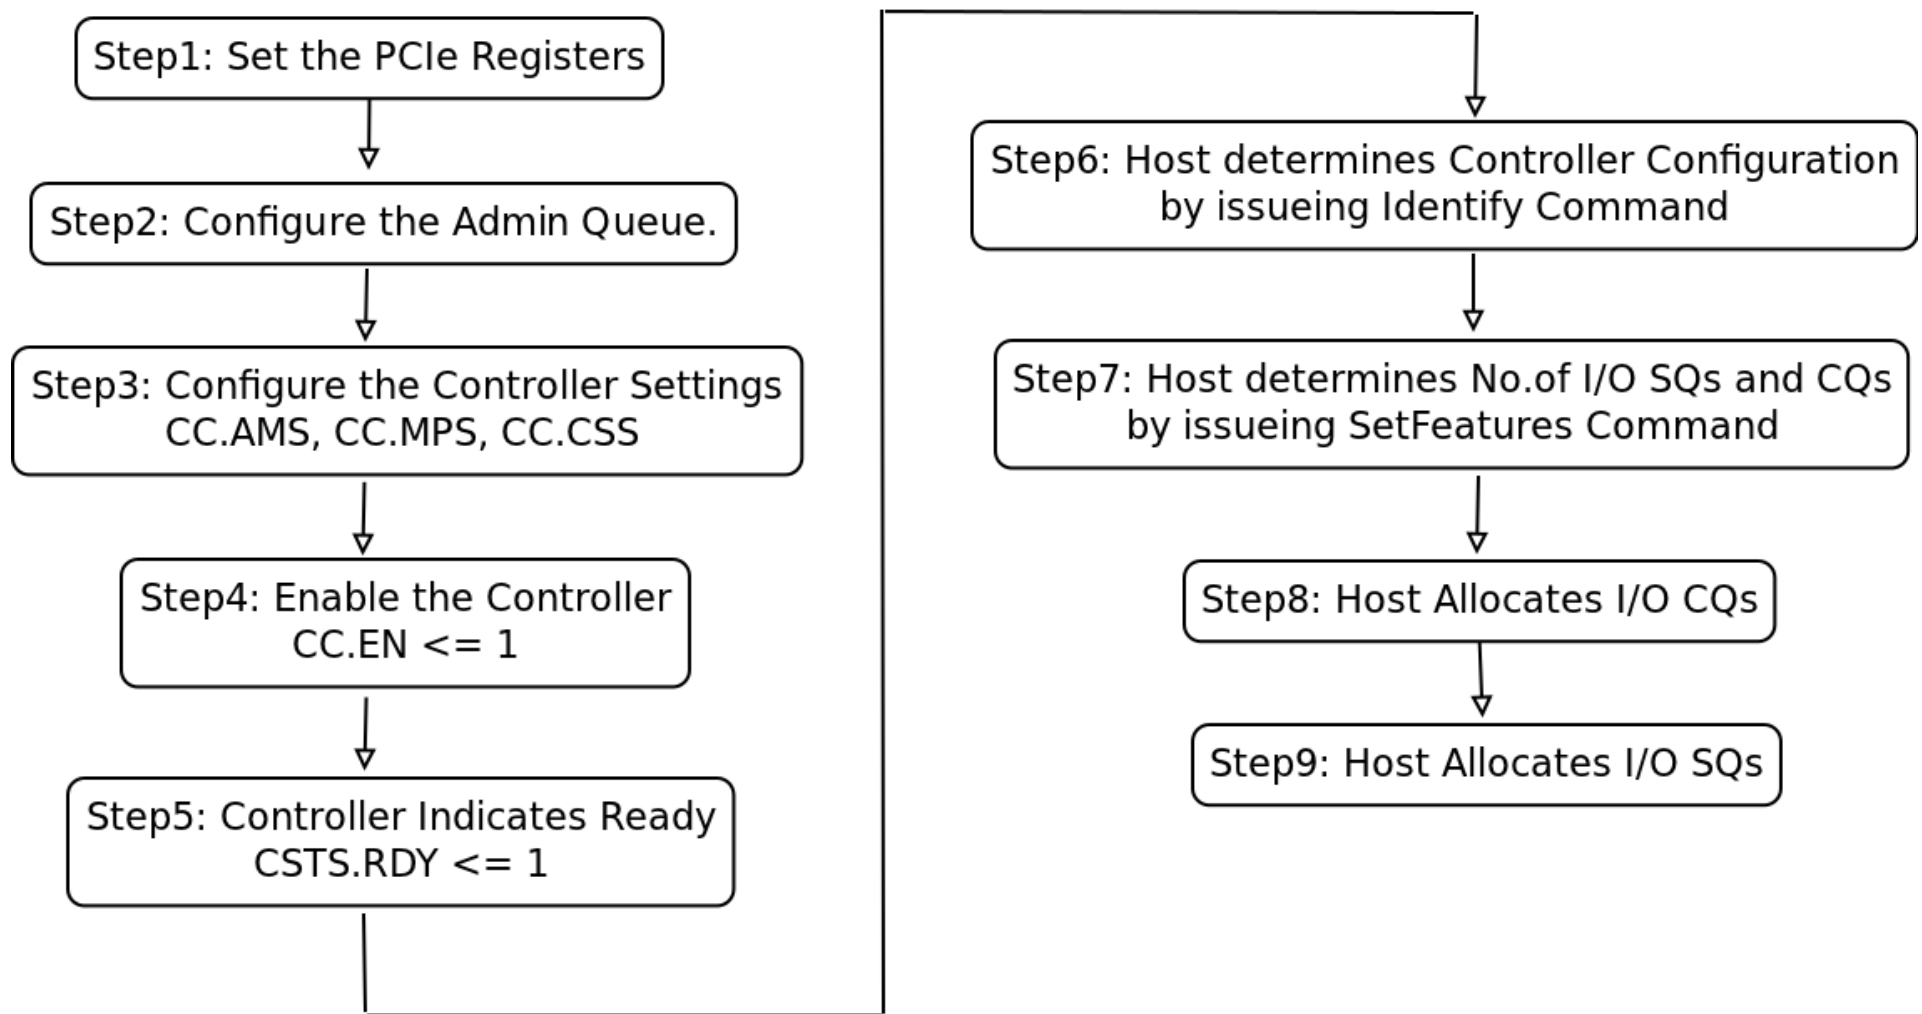 Step1: Set the PCIe Registers
Step2: Configure the Admin Queue.
Step3: Configure the Controller Settings
CC.AMS, CC.MPS, CC.CSS
Step4: Enable the Controller
CC.EN <= 1
Step5: Controller Indicates Ready
CSTS.RDY <= 1
Step6: Host determines Controller Configuration
by issueing Identify Command
Step7: Host determines No.of I/O SQs and CQs
by issueing SetFeatures Command
Step8: Host Allocates I/O CQs
Step9: Host Allocates I/O SQs